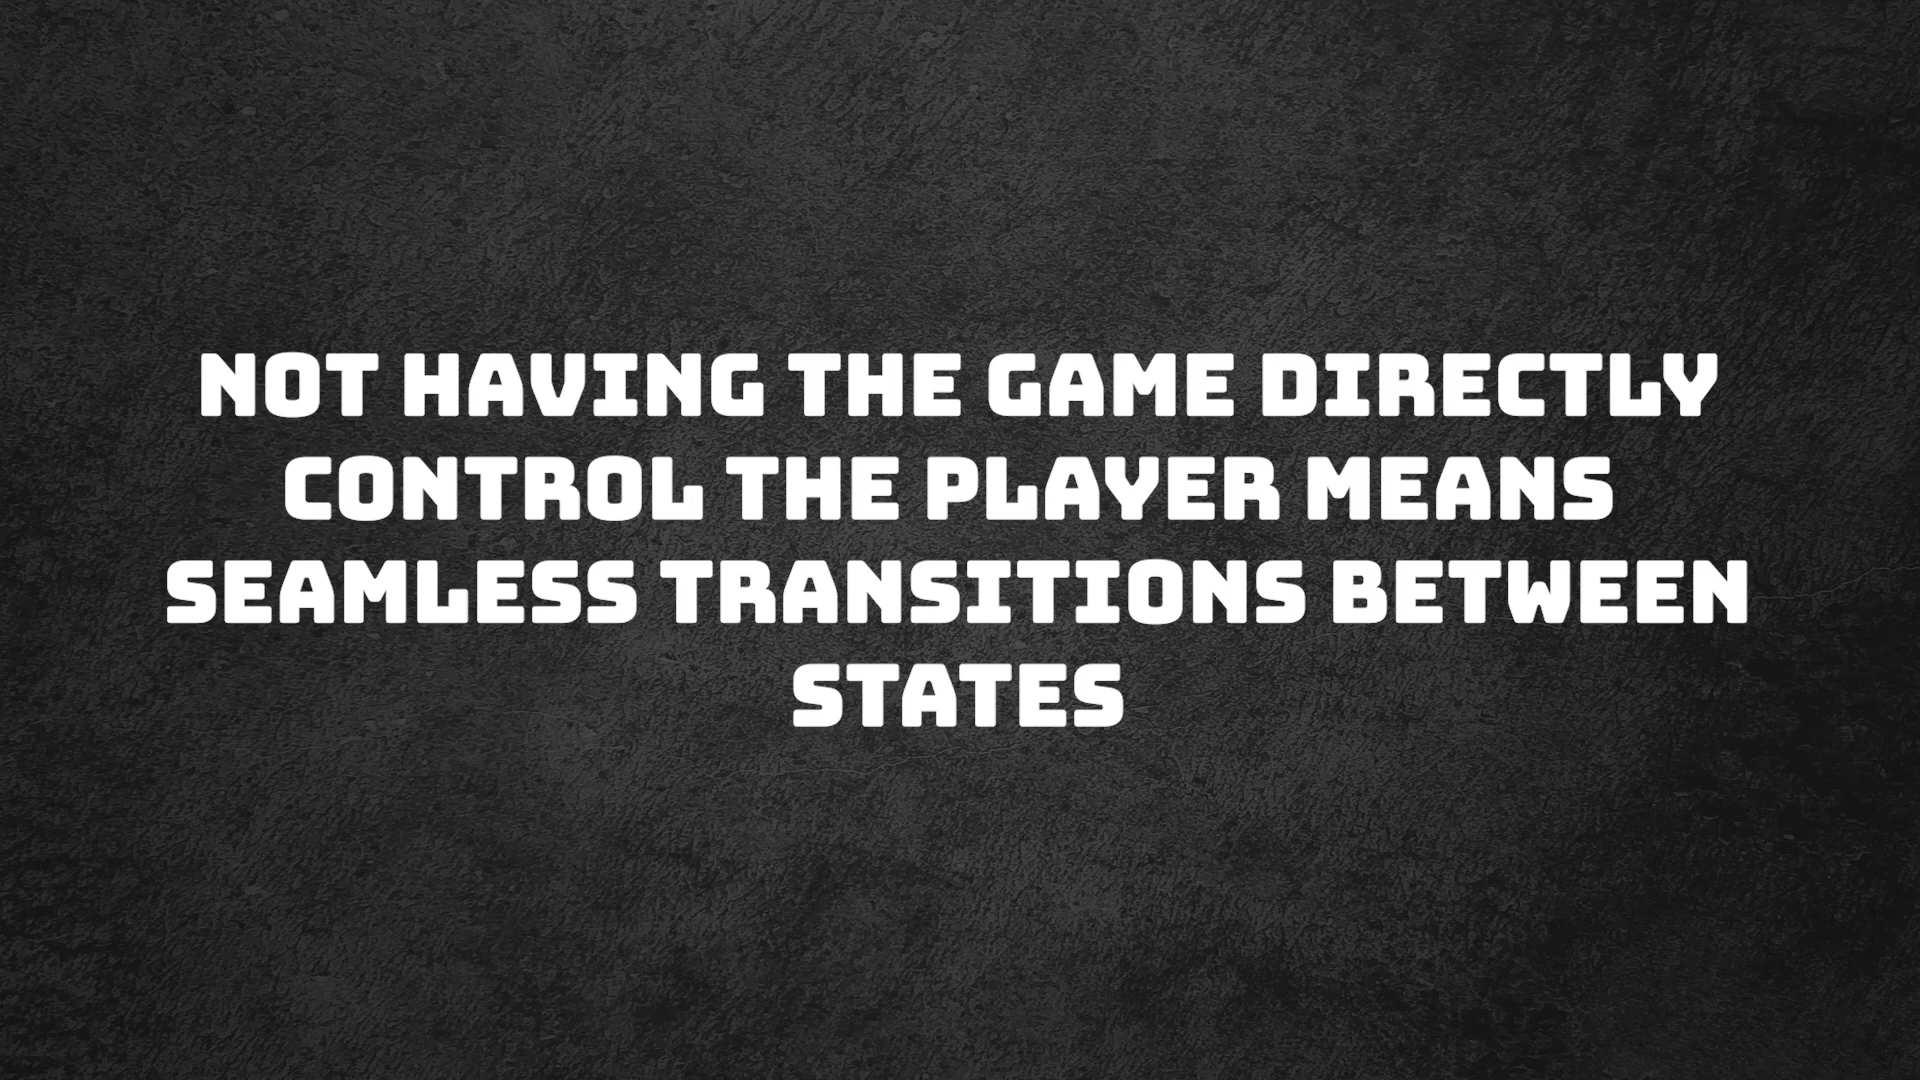 NOT HAVING THE GAME DIRECTLY
CONTROL THE PLAYER MEANS
SEAMLESS TRANSITIONS BETWEEN
STATES